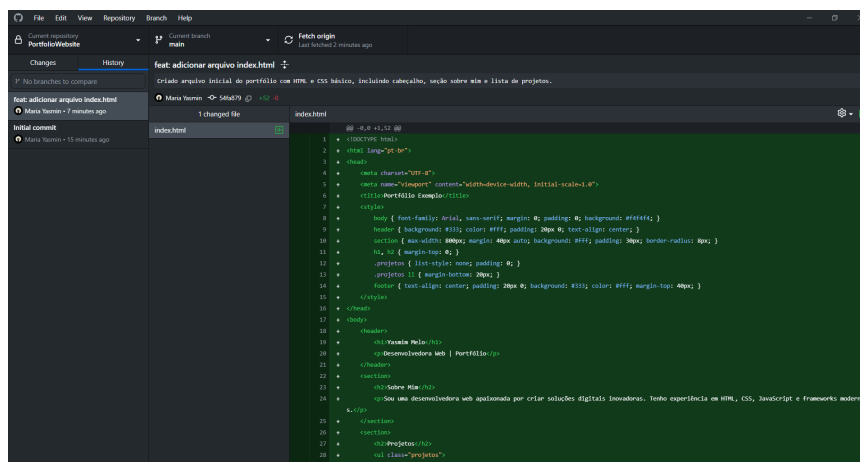 File Edit View Repository Branch Help
Current repository
PortfolioWebsite
Current branch
main
Fetch origin
Last fetched 2 minutes ago
Changes History
No branches to compare
feat: adicionar arquivo index.html
Maria Yasmin • 7 minutes ago
Initial commit
Maria Yasmin • 15 minutes ago
feat: adicionar arquivo index.html
Criado arquivo inicial do portfólio com HTML e CSS básico, incluindo cabeçalho, seção sobre mim e lista de projetos.
Maria Yasmin 54fa879 +52 -0
1 changed file
index.html
index.html
@@ -0,0 +1,52 @@
1 + <!DOCTYPE html>
2 + <html lang="pt-br">
3 + <head>
4 + <meta charset="UTF-8">
5 + <meta name="viewport" content="width=device-width, initial-scale=1.0">
6 + <title>Portfólio Exemplo</title>
7 + <style>
8 + body { font-family: Arial, sans-serif; margin: 0; padding: 0; background: #f4f4f4; }
9 + header { background: #333; color: #fff; padding: 20px 0; text-align: center; }
10 + section { max-width: 800px; margin: 40px auto; background: #fff; padding: 30px; border-radius: 8px; }
11 + h1, h2 { margin-top: 0; }
12 + .projetos { list-style: none; padding: 0; }
13 + .projetos li { margin-bottom: 20px; }
14 + footer { text-align: center; padding: 20px 0; background: #333; color: #fff; margin-top: 40px; }
15 + </style>
16 + </head>
17 + <body>
18 + <header>
19 + <h1>Yasmim Melo</h1>
20 + <p>Desenvolvedora Web | Portfólio</p>
21 + </header>
22 + <section>
23 + <h2>Sobre Mim</h2>
24 + <p>Sou uma desenvolvedora web apaixonada por criar soluções digitais inovadoras. Tenho experiência em HTML, CSS, JavaScript e frameworks modern
s.</p>
25 + </section>
26 + <section>
27 + <h2>Projetos</h2>
28 + <ul class="projetos">